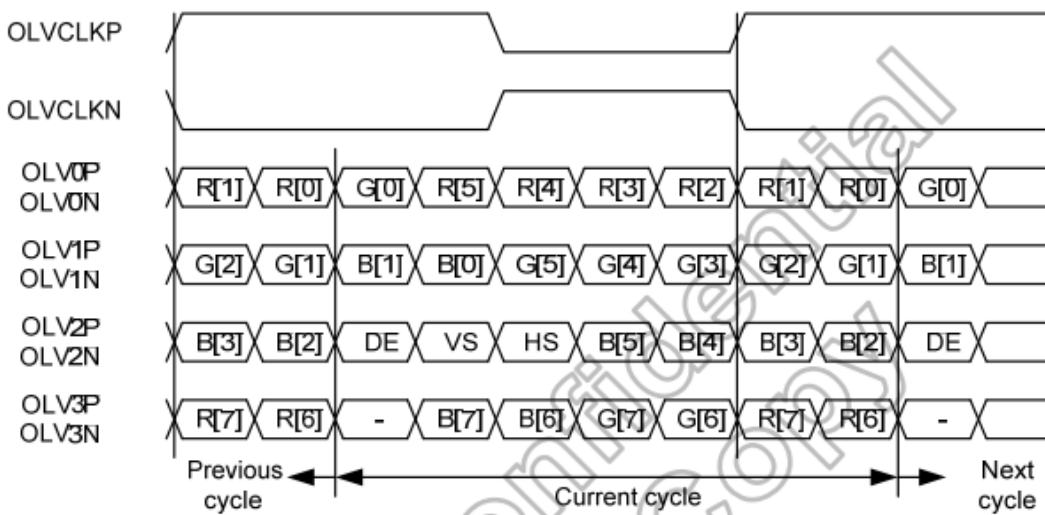 OLVCLKP
OLVCLKN
OLV0P
OLV0N
R[1] R[0] G[0] R[5] R[4] R[3] R[2] R[1] R[0] G[0]
OLV1P
OLV1N
G[2] G[1] B[1] B[0] G[5] G[4] G[3] G[2] G[1] B[1]
OLV2P
OLV2N
B[3] B[2] DE VS HS B[5] B[4] B[3] B[2] DE
OLV3P
OLV3N
R[7] R[6] - B[7] B[6] G[7] G[6] R[7] R[6] -
Previous
cycle
Current cycle
Next
cycle
onfidential
Copy